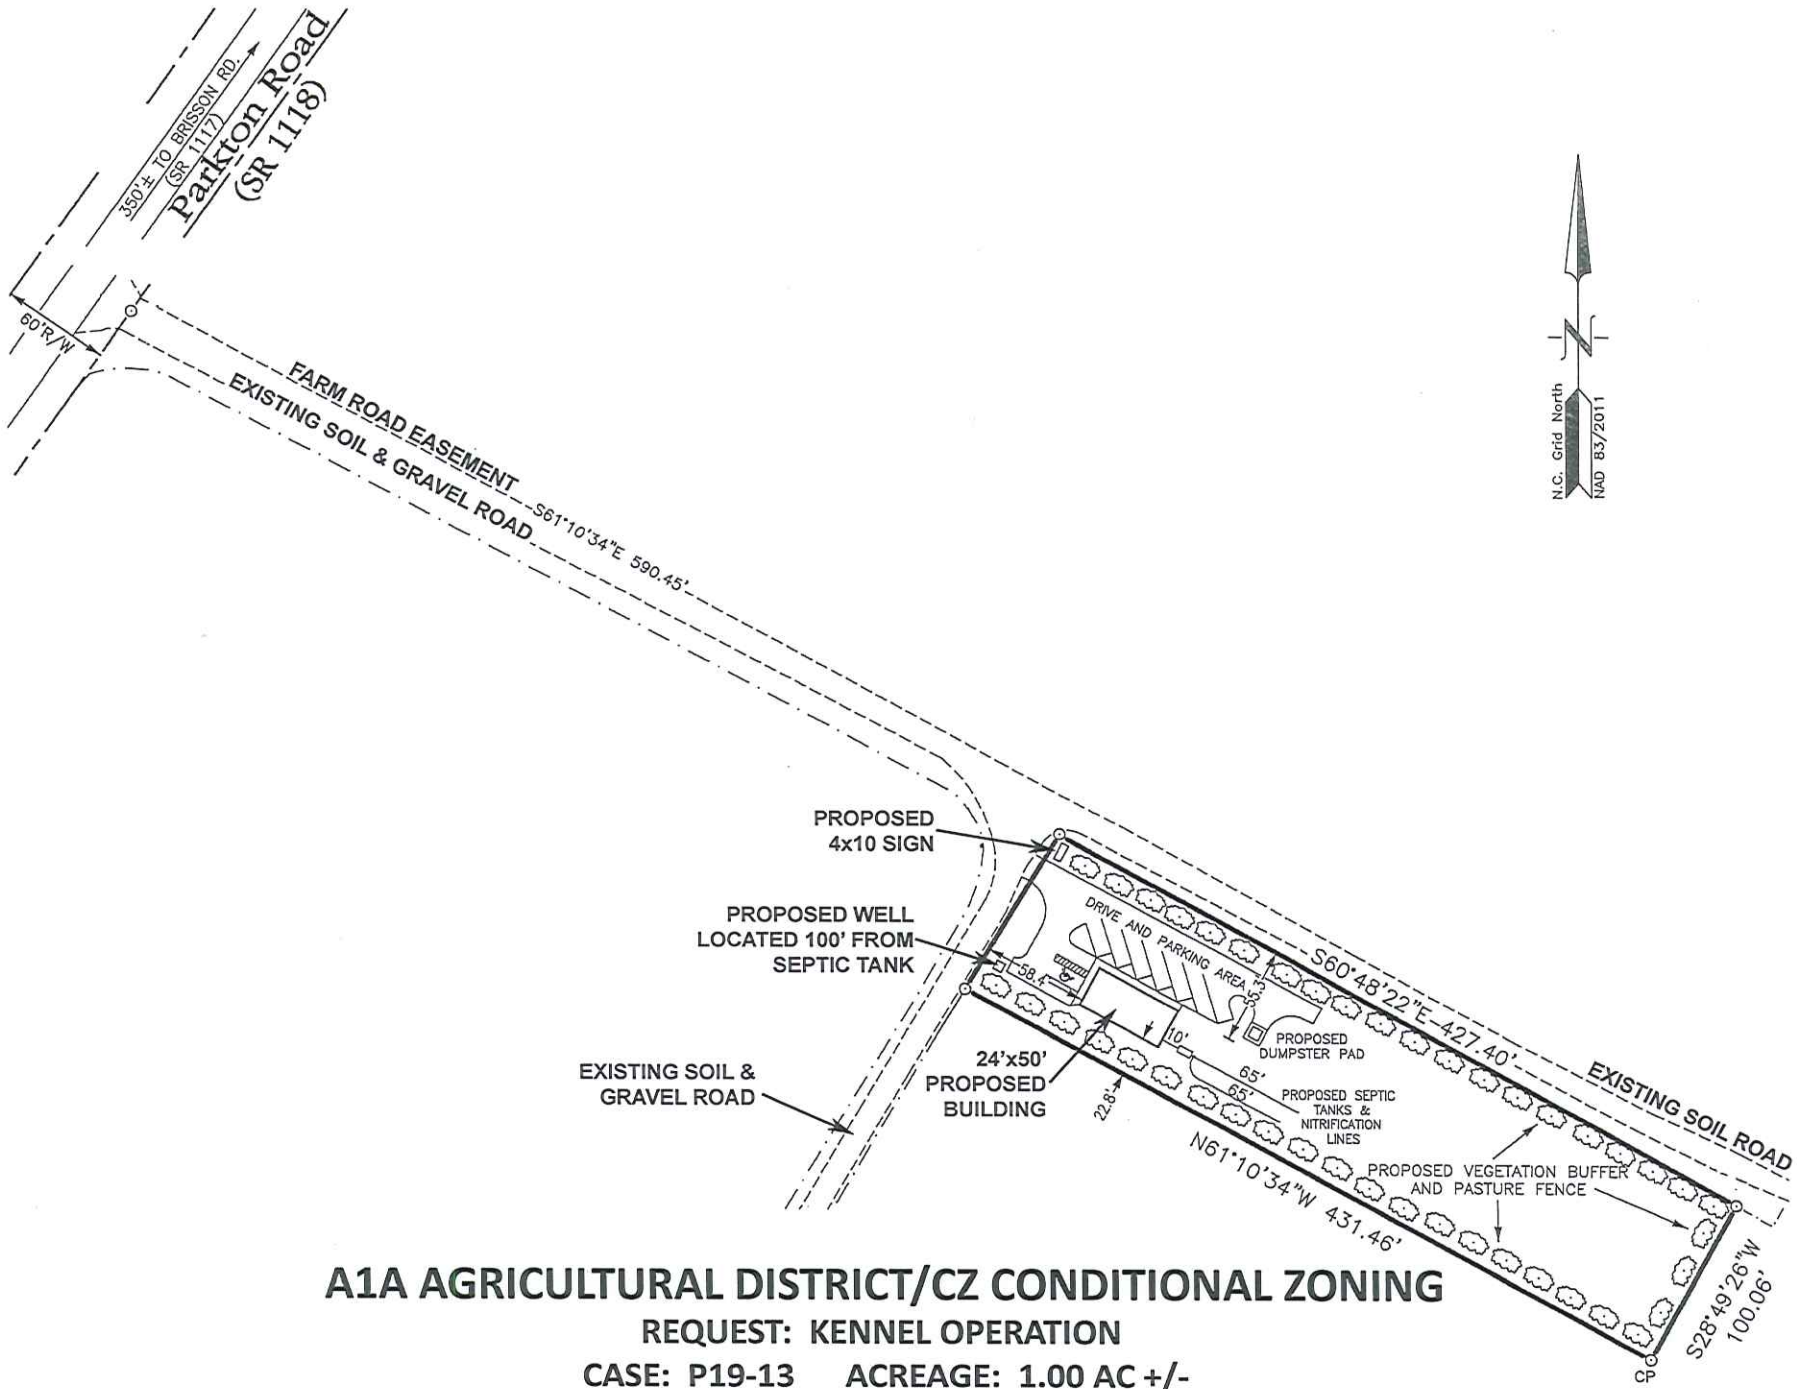 350'± TO BRISSON RD.
(SR 1117)
Parkton Road
(SR 1118)
60'R/W
FARM ROAD EASEMENT
EXISTING SOIL & GRAVEL ROAD
S61°10'34"E 590.45'
N
N.C. Grid North
NAD 83/2011
PROPOSED
4x10 SIGN
PROPOSED WELL
LOCATED 100' FROM
SEPTIC TANK
DRIVE AND PARKING AREA
58.4'
55.3'
S60°48'22"E 427.40'
10'
PROPOSED
DUMPSTER PAD
24'x50'
PROPOSED
BUILDING
65'
65'
22.8'
PROPOSED SEPTIC
TANKS &
NITRIFICATION
LINES
EXISTING SOIL &
GRAVEL ROAD
EXISTING SOIL ROAD
N61°10'34"W 431.46'
PROPOSED VEGETATION BUFFER
AND PASTURE FENCE
S28°49'26"W
100.06'
CP
A1A AGRICULTURAL DISTRICT/CZ CONDITIONAL ZONING
REQUEST: KENNEL OPERATION
CASE: P19-13 ACREAGE: 1.00 AC +/-